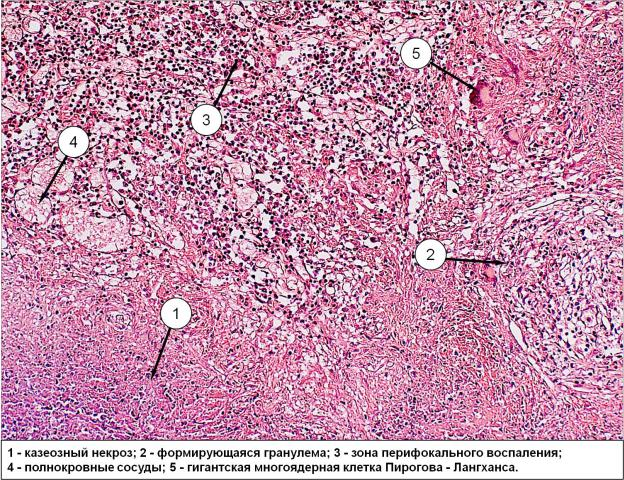 5
3
4
2
1
1 - казеозный некроз; 2 - формирующаяся гранулема; 3 - зона перифокального воспаления;
4 - полнокровные сосуды; 5 - гигантская многоядерная клетка Пирогова - Лангханса.